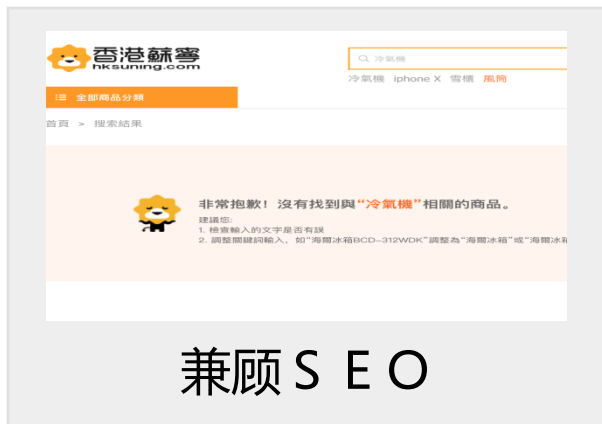 香港蘇寧
hksuning.com
冷氣機
冷氣機 iphone X 雪櫃 風筒
全部商品分類
首頁 > 搜索結果
非常抱歉！沒有找到與“冷氣機”相關的商品。
建議您:
1. 檢查輸入的文字是否有誤
2. 調整關鍵詞輸入，如“海爾冰箱BCD-312WDK”調整為“海爾冰箱”或“海爾冰箱
兼顾S E O